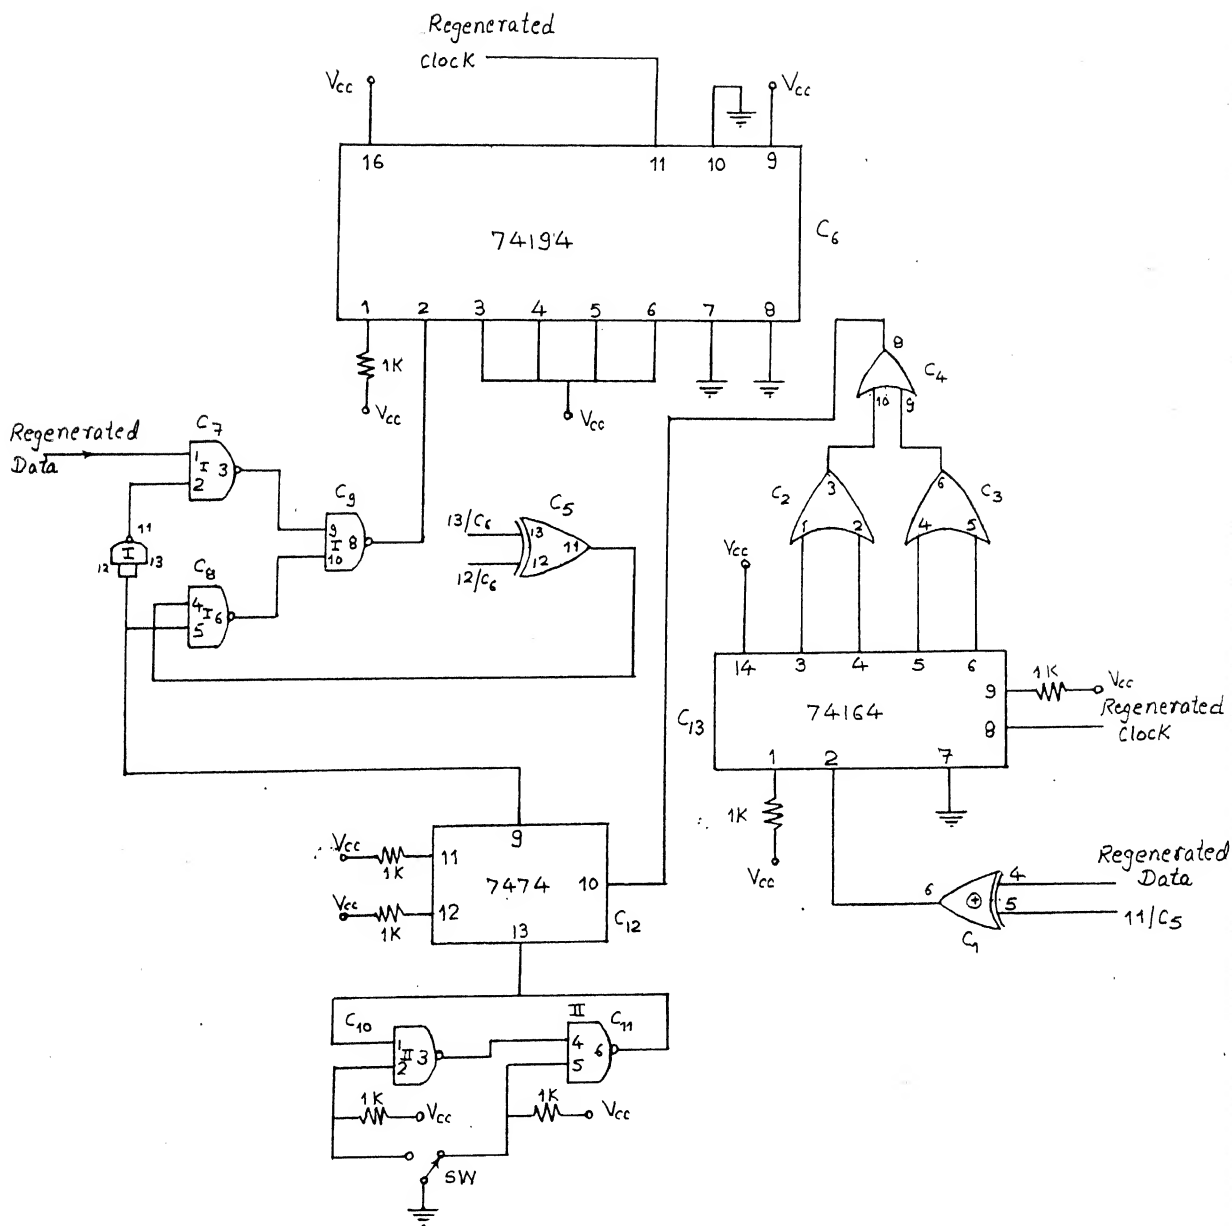 Regenerated
clock
Vcc
Vcc
16 11 10 9
74194
C6
1 2 3 4 5 6 7 8
1K
Vcc
Vcc
8
C4
10 9
C7
Regenerated
Data
1
I 3
2
C9
9
I 8
10
C5
13/C6
13
11
12
12/C6
11
I
12 13
C8
4
I 6
5
C2
3
1 2
C3
6
4 5
Vcc
14 3 4 5 6
1K
Vcc
9
74164
C13
8
Regenerated
Clock
1 2 7
1K
Vcc
Regenerated
Data
4
6
5
11/C5
C1
9
Vcc
1K
11
7474
10
Vcc
1K
12
C12
13
C10
1
II 3
2
II
C11
4
6
5
1K
Vcc
1K
Vcc
SW